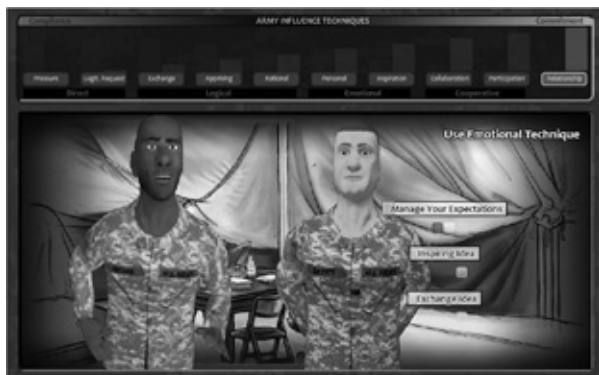 Compliance ARMY INFLUENCE TECHNIQUES Commitment
Pressure Legit. Request Exchange Apprising Rational Personal Inspiration Collaboration Participation Relationship
Direct Logical Emotional Cooperative
Use Emotional Technique
Manage Your Expectations
Inspiring Idea
Exchange Idea